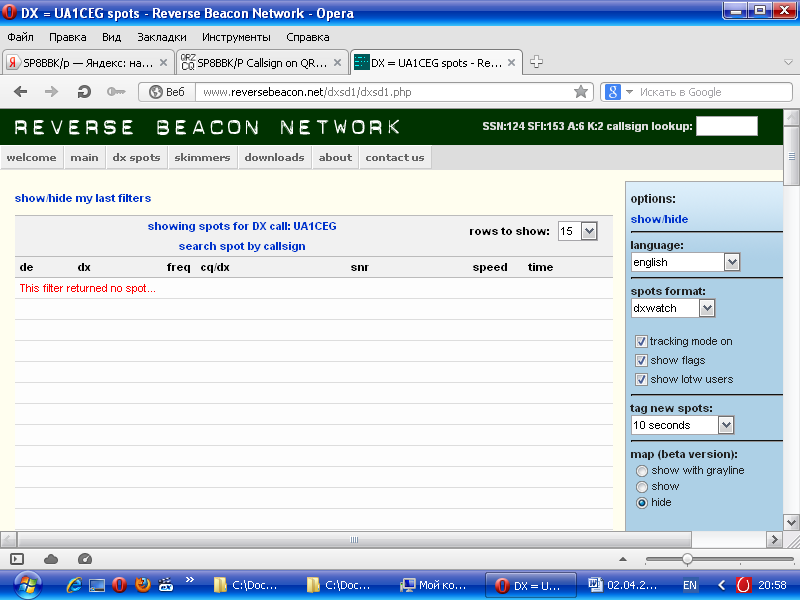 DX = UA1CEG spots - Reverse Beacon Network - Opera
Файл Правка Вид Закладки Инструменты Справка
SP8BBK/p — Яндекс: на... SP8BBK/P Callsign on QR... DX = UA1CEG spots - Re...
Веб www.reversebeacon.net/dxsd1/dxsd1.php Искать в Google
REVERSE BEACON NETWORK
SSN:124 SFI:153 A:6 K:2 callsign lookup:
welcome main dx spots skimmers downloads about contact us
show/hide my last filters
showing spots for DX call: UA1CEG
search spot by callsign
rows to show: 15
de dx freq cq/dx snr speed time
This filter returned no spot...
options:
show/hide
language:
english
spots format:
dxwatch
tracking mode on
show flags
show lotw users
tag new spots:
10 seconds
map (beta version):
show with grayline
show
hide
C:\Doc... C:\Doc... Мой ко... DX = U... 02.04.2... EN 20:58